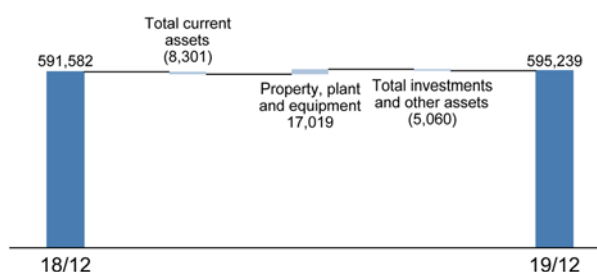 Total current
assets
(8,301)
591,582
595,239
Property, plant
and equipment
17,019
Total investments
and other assets
(5,060)
18/12
19/12